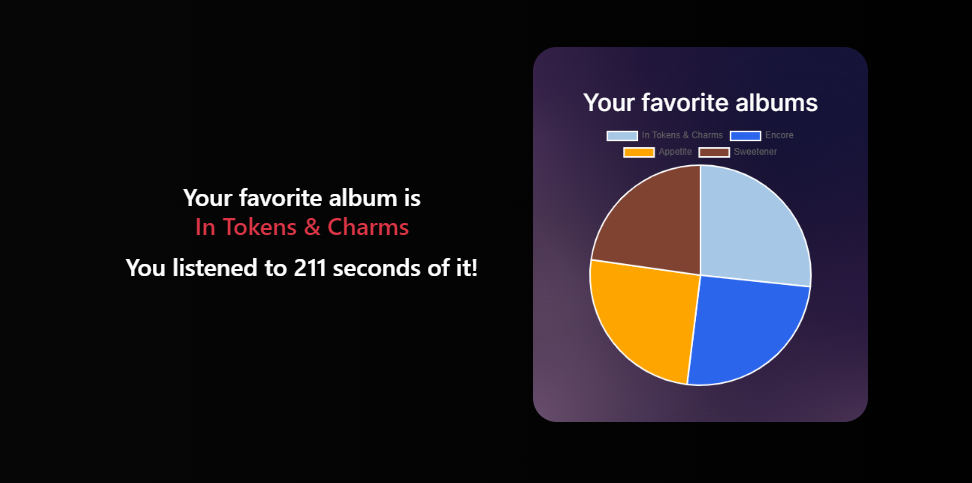 Your favorite album is
In Tokens & Charms
You listened to 211 seconds of it!
Your favorite albums
In Tokens & Charms Encore
Appetite Sweetener